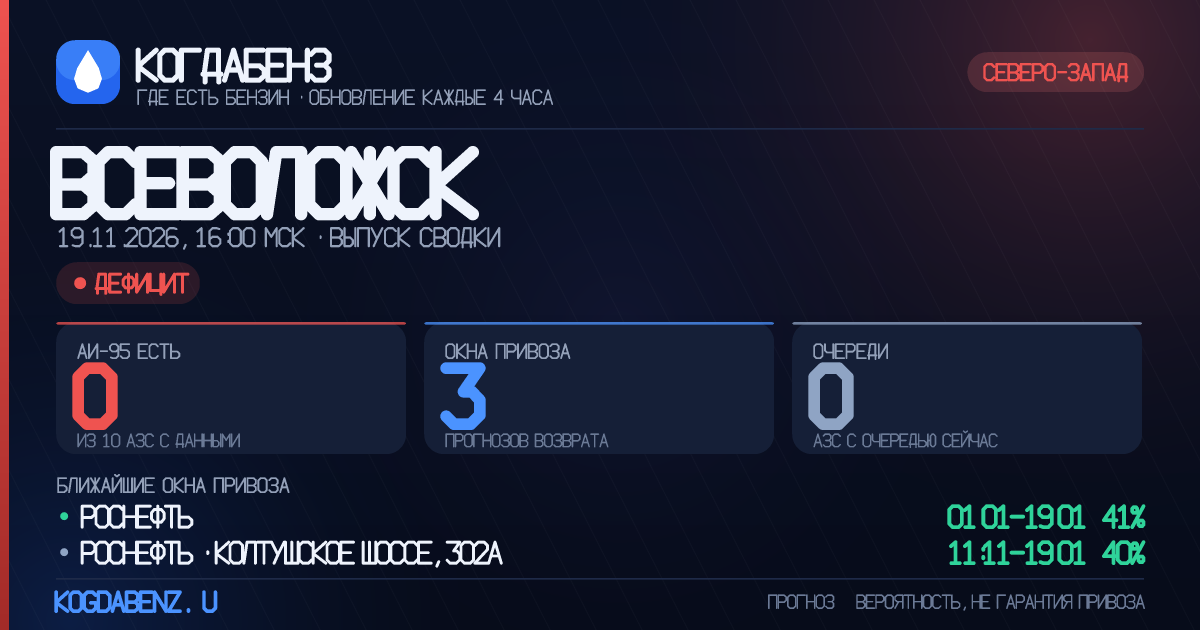 КОГДАБЕНЗ
ГДЕ ЕСТЬ БЕНЗИН · ОБНОВЛЕНИЕ КАЖДЫЕ 4 ЧАСА
СЕВЕРО-ЗАПАД
ВСЕВОЛОЖСК
19.11.2026, 16:00 МСК · ВЫПУСК СВОДКИ
• ДЕФИЦИТ
АИ-95 ЕСТЬ
0
ИЗ 10 АЗС С ДАННЫМИ
ОКНА ПРИВОЗА
3
ПРОГНОЗОВ ВОЗВРАТА
ОЧЕРЕДИ
0
АЗС С ОЧЕРЕДЬЮ СЕЙЧАС
БЛИЖАЙШИЕ ОКНА ПРИВОЗА
• РОСНЕФТЬ 01 01-19 01 41%
• РОСНЕФТЬ · КОЛТУШСКОЕ ШОССЕ, 302А 11:11-19 01 40%
KOGDABENZ. U
ПРОГНОЗ ВЕРОЯТНОСТЬ, НЕ ГАРАНТИЯ ПРИВОЗА